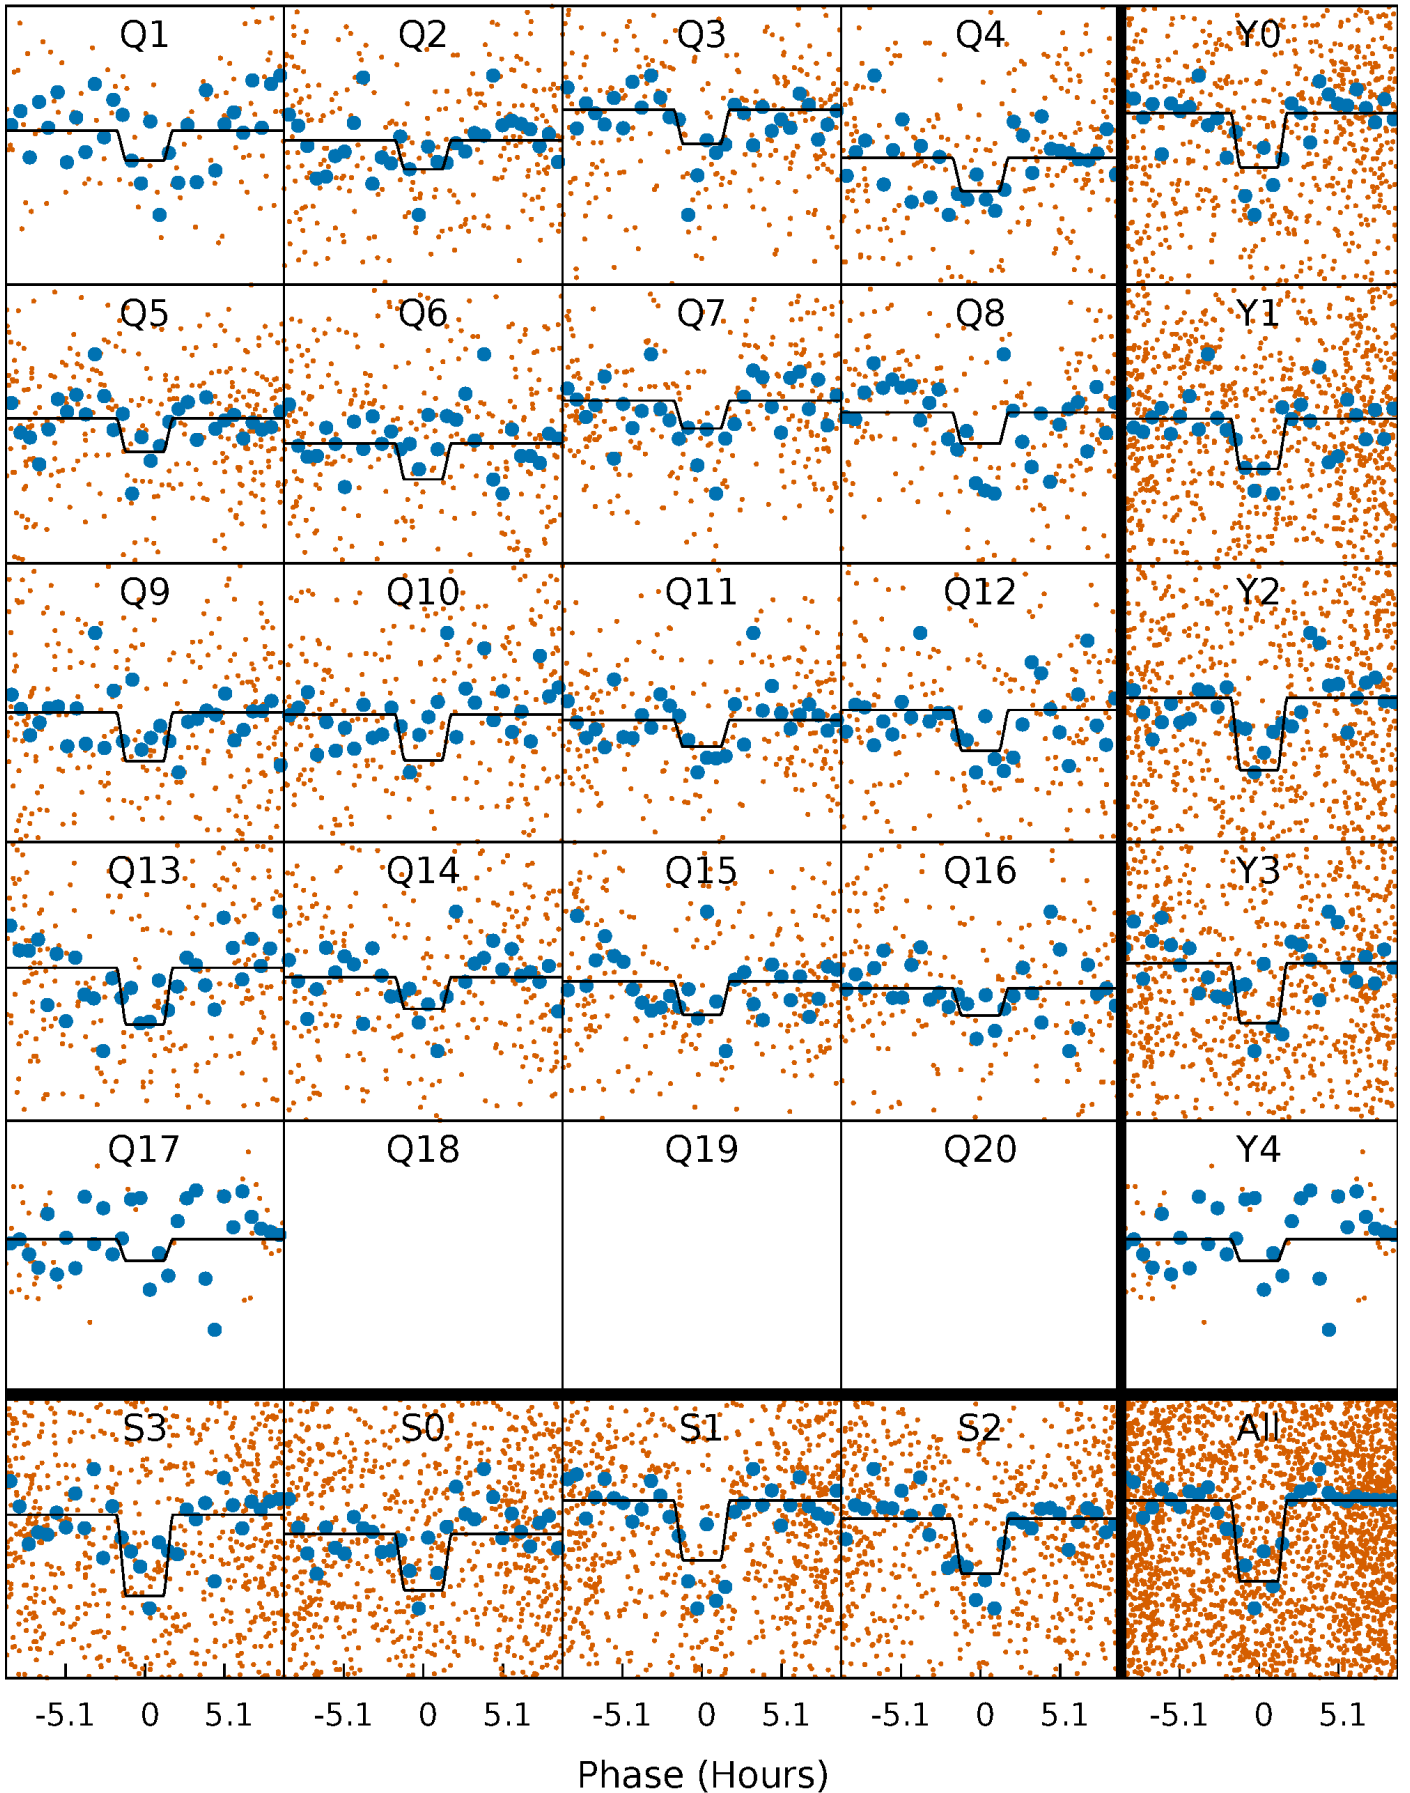 Q1 Q2 Q3 Q4 Y0
Q5 Q6 Q7 Q8 Y1
Q9 Q10 Q11 Q12 Y2
Q13 Q14 Q15 Q16 Y3
Q17 Q18 Q19 Q20 Y4
S3 S0 S1 S2 All
-5.1 0 5.1 -5.1 0 5.1 -5.1 0 5.1 -5.1 0 5.1 -5.1 0 5.1
Phase (Hours)